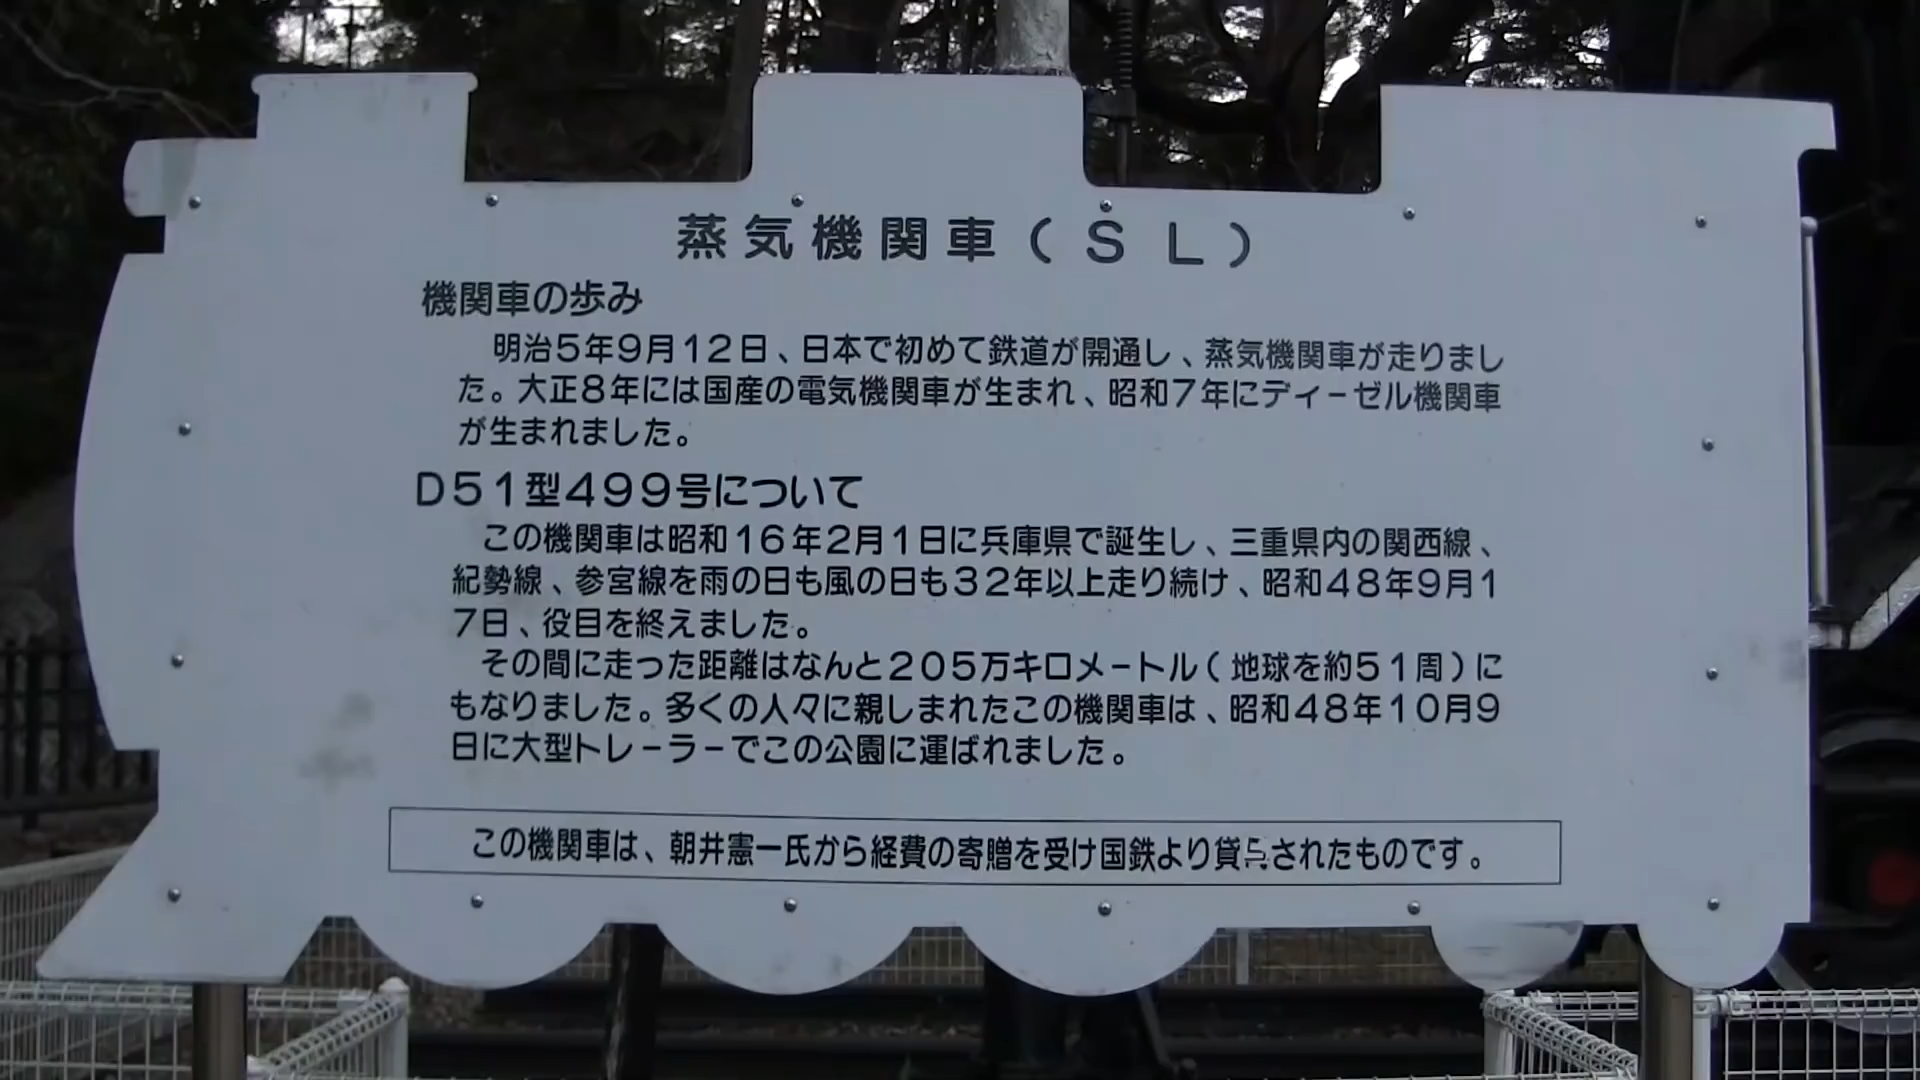 蒸気機関車(SL)
機関車の歩み
明治5年9月12日、日本で初めて鉄道が開通し、蒸気機関車が走りまし
た。大正8年には国産の電気機関車が生まれ、昭和7年にディーゼル機関車
が生まれました。
D51型499号について
この機関車は昭和16年2月1日に兵庫県で誕生し、三重県内の関西線、
紀勢線、参宮線を雨の日も風の日も32年以上走り続け、昭和48年9月1
7日、役目を終えました。
その間に走った距離はなんと205万キロメートル(地球を約51周)に
もなりました。多くの人々に親しまれたこの機関車は、昭和48年10月9
日に大型トレーラーでこの公園に運ばれました。
この機関車は、朝井憲一氏から経費の寄贈を受け国鉄より貸与されたものです。